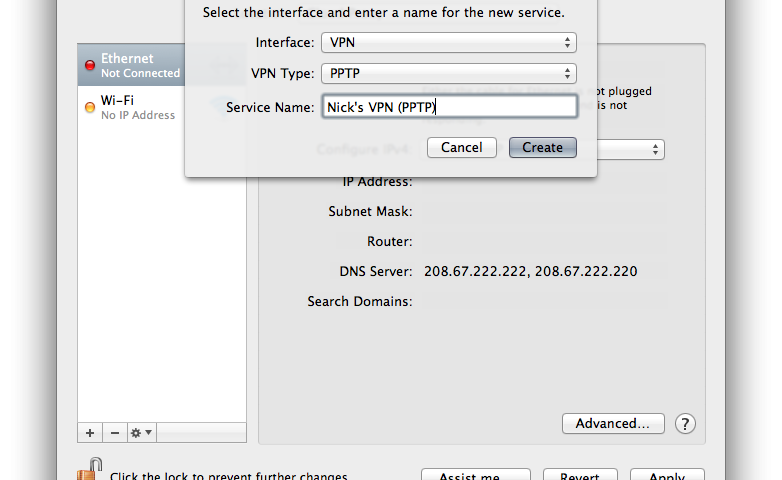 Select the interface and enter a name for the new service.
Interface: VPN
VPN Type: PPTP
Service Name: Nick's VPN (PPTP)
Cancel Create
Ethernet
Not Connected
Wi-Fi
No IP Address
not plugged
is not
Configure IPv4:
IP Address:
Subnet Mask:
Router:
DNS Server: 208.67.222.222, 208.67.222.220
Search Domains:
Advanced... ?
Click the lock to prevent further changes.
Assist me... Revert Apply